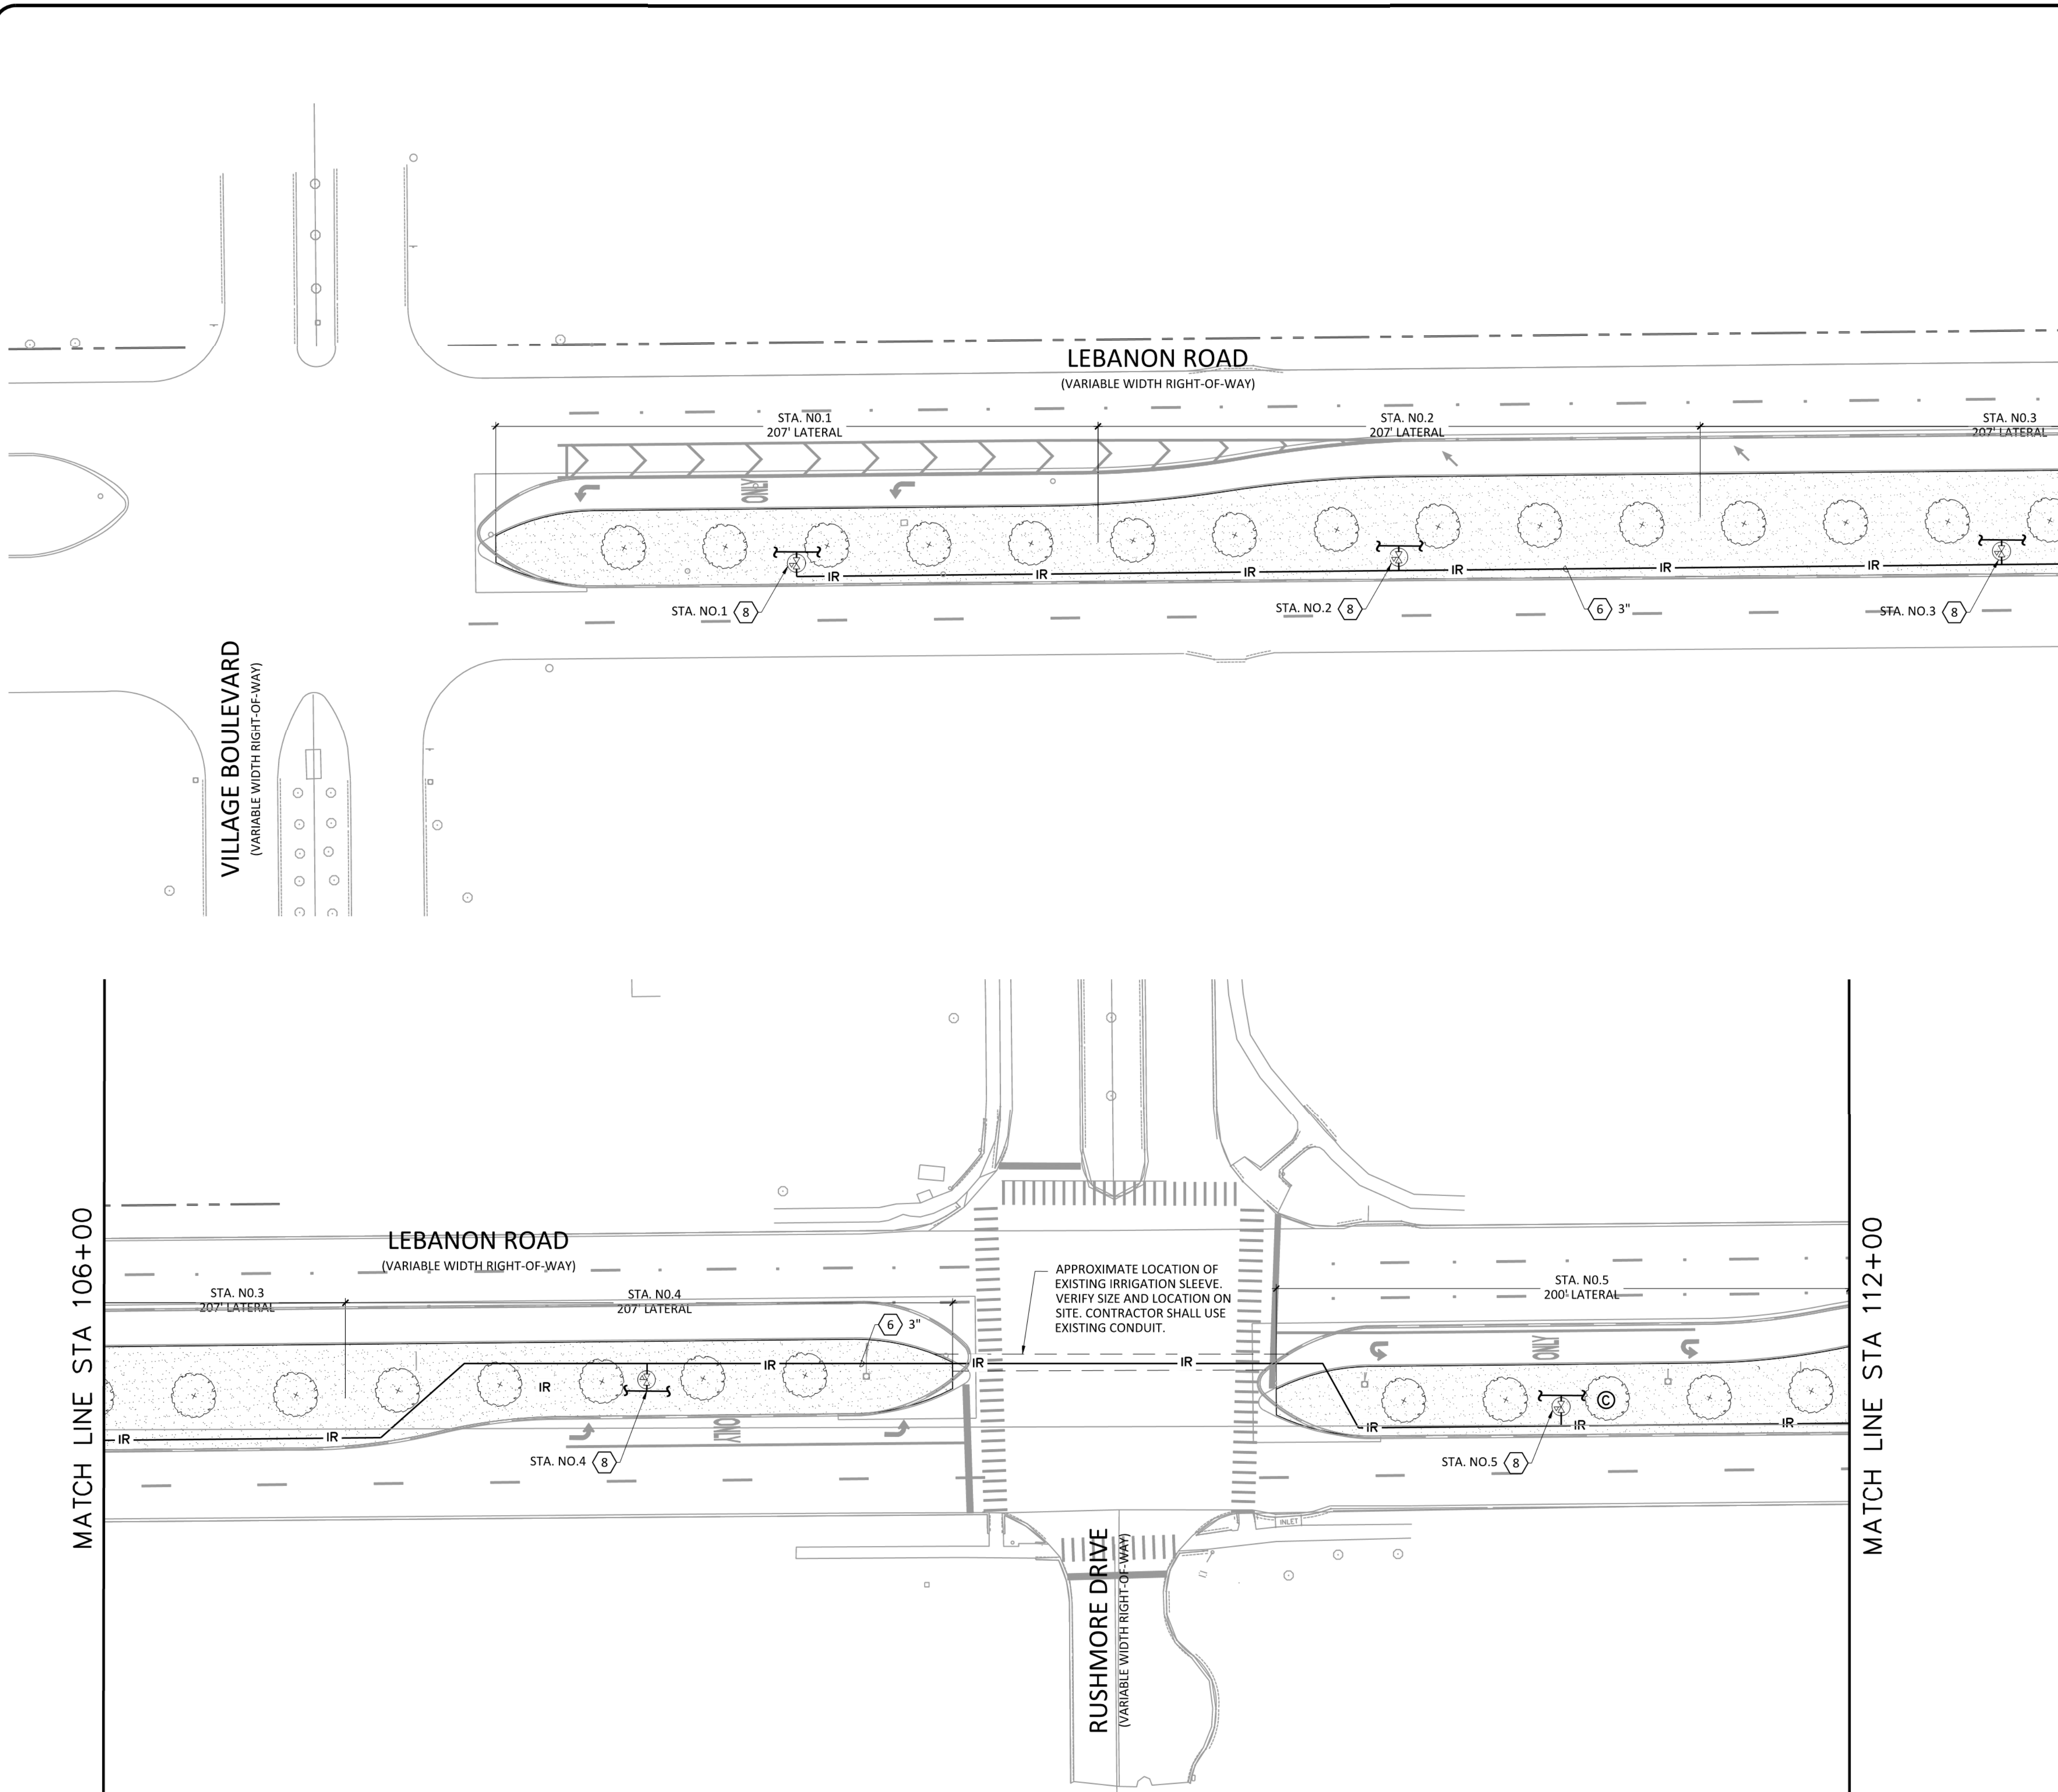 LEBANON ROAD
(VARIABLE WIDTH RIGHT-OF-WAY)
STA. N0.1
207' LATERAL
STA. N0.2
207' LATERAL
STA. N0.3
207' LATERAL
ONLY
IR
IR
IR
IR
IR
IR
STA. NO.1 8
STA. NO.2 8
6 3"
STA. NO.3 8
VILLAGE BOULEVARD
(VARIABLE WIDTH RIGHT-OF-WAY)
MATCH LINE STA 106+00
LEBANON ROAD
(VARIABLE WIDTH RIGHT-OF-WAY)
STA. N0.3
207' LATERAL
STA. N0.4
207' LATERAL
6 3"
APPROXIMATE LOCATION OF
EXISTING IRRIGATION SLEEVE.
VERIFY SIZE AND LOCATION ON
SITE. CONTRACTOR SHALL USE
EXISTING CONDUIT.
STA. N0.5
200' LATERAL
ONLY
IR
IR
IR
IR
IR
IR
C
IR
IR
IR
ONLY
STA. NO.4 8
STA. NO.5 8
INLET
RUSHMORE DRIVE
(VARIABLE WIDTH RIGHT-OF-WAY)
MATCH LINE STA 112+00